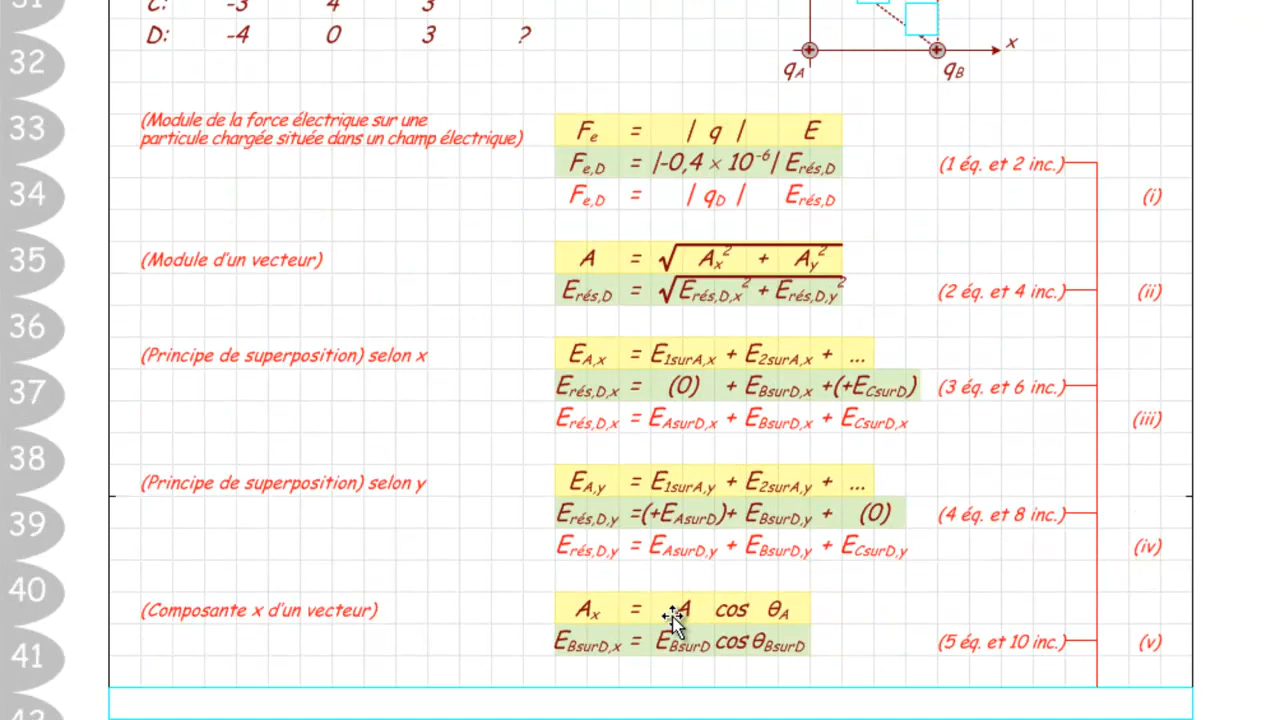 31
C: -3 4 3
D: -4 0 3 ?
32
x
qA qB
33
(Module de la force électrique sur une
particule chargée située dans un champ électrique)
Fe = | q | E
Fe,D = |-0,4 × 10⁻⁶| Erés,D (1 éq. et 2 inc.)
34
Fe,D = | qD | Erés,D (i)
35
(Module d'un vecteur) A = √ Ax² + Ay²
Erés,D = √ Erés,D,x² + Erés,D,y² (2 éq. et 4 inc.) (ii)
36
(Principe de superposition) selon x EA,x = E1surA,x + E2surA,x + ...
37
Erés,D,x = (0) + EBsurD,x +(+ECsurD) (3 éq. et 6 inc.)
Erés,D,x = EAsurD,x + EBsurD,x + ECsurD,x (iii)
38
(Principe de superposition) selon y EA,y = E1surA,y + E2surA,y + ...
39
Erés,D,y =(+EAsurD)+ EBsurD,y + (0) (4 éq. et 8 inc.)
Erés,D,y = EAsurD,y + EBsurD,y + ECsurD,y (iv)
40
(Composante x d'un vecteur) Ax = A cos θA
41
EBsurD,x = EBsurD cos θBsurD (5 éq. et 10 inc.) (v)
42